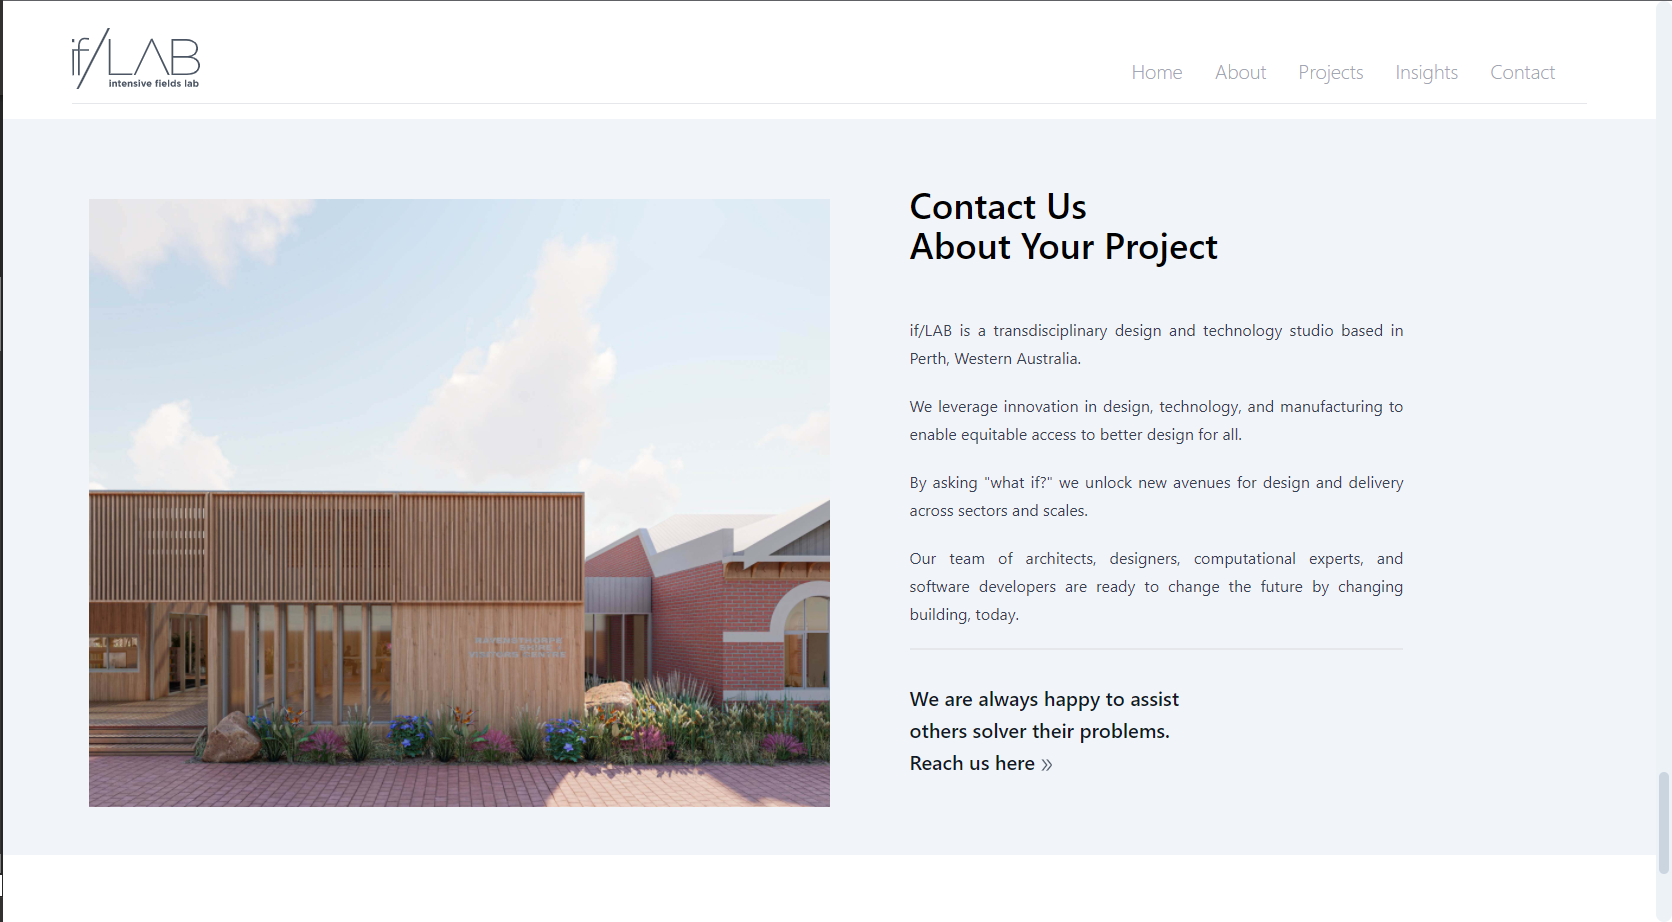 if/LAB
intensive fields lab
Home About Projects Insights Contact
Contact Us
About Your Project
if/LAB is a transdisciplinary design and technology studio based in
Perth, Western Australia.
We leverage innovation in design, technology, and manufacturing to
enable equitable access to better design for all.
By asking "what if?" we unlock new avenues for design and delivery
across sectors and scales.
Our team of architects, designers, computational experts, and
software developers are ready to change the future by changing
building, today.
RAVENSTHORPE
SHIRE
VISITORS CENTRE
We are always happy to assist
others solver their problems.
Reach us here »